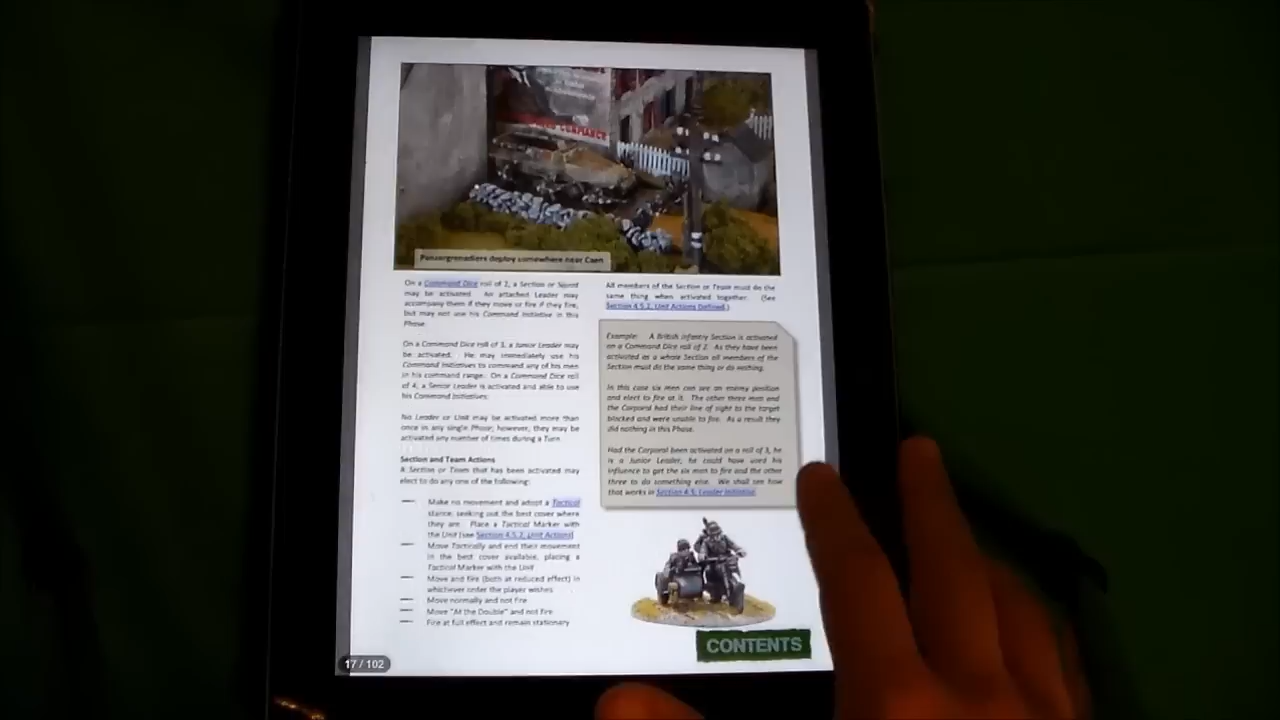 CONFIANCE
Panzergrenadiers deploy somewhere near Caen
On a Command Dice roll of 2, a Section or Squad
may be activated. An attached Leader may
accompany them if they move or fire if they fire,
but may not use his Command Initiative in this
Phase.
On a Command Dice roll of 3, a Junior Leader may
be activated. He may immediately use his
Command Initiatives to command any of his men
in his command range. On a Command Dice roll
of 4, a Senior Leader is activated and able to use
his Command Initiatives.
No Leader or Unit may be activated more than
once in any single Phase; however, they may be
activated any number of times during a Turn.
Section and Team Actions
A Section or Team that has been activated may
elect to do any one of the following:
Make no movement and adopt a Tactical
stance, seeking out the best cover where
they are. Place a Tactical Marker with
the Unit (see Section 4.5.2, Unit Actions)
Move Tactically and end their movement
in the best cover available, placing a
Tactical Marker with the Unit
Move and fire (both at reduced effect) in
whichever order the player wishes
Move normally and not fire
Move "At the Double" and not fire
Fire at full effect and remain stationary
All members of the Section or Team must do the
same thing when activated together. (See
Section 4.5.2, Unit Actions Defined.)
Example: A British Infantry Section is activated
on a Command Dice roll of 2. As they have been
activated as a whole Section all members of the
Section must do the same thing or do nothing.
In this case six men can see an enemy position
and elect to fire at it. The other three men and
the Corporal had their line of sight to the target
blocked and were unable to fire. As a result they
did nothing in this Phase.
Had the Corporal been activated on a roll of 3, he
is a Junior Leader, he could have used his
influence to get the six men to fire and the other
three to do something else. We shall see how
that works in Section 4.5, Leader Initiative.
CONTENTS
17 / 102